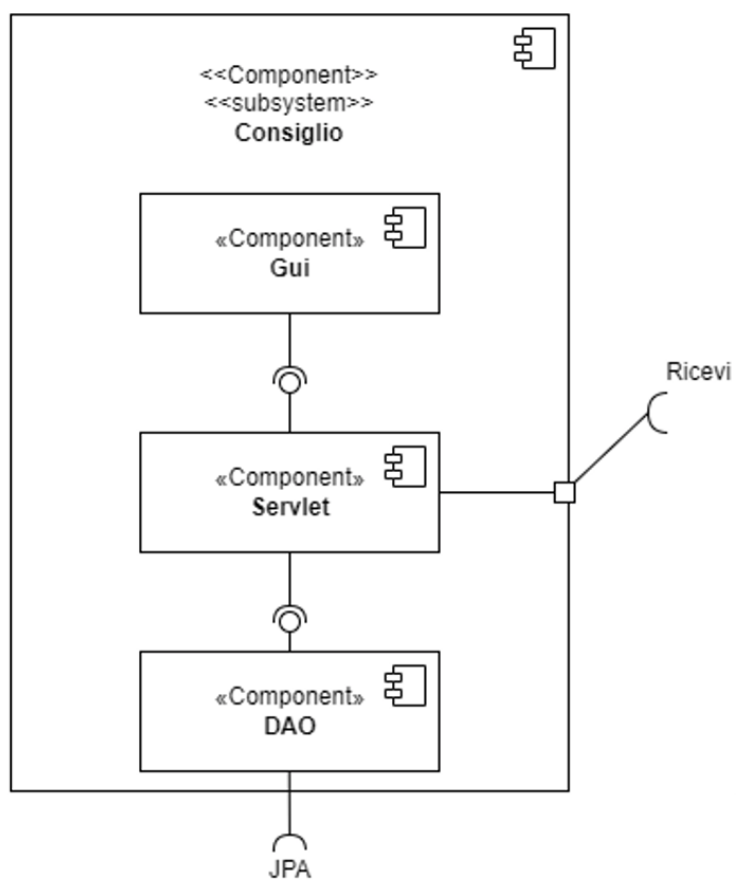 <<Component>>
<<subsystem>>
Consiglio
«Component»
Gui
Ricevi
«Component»
Servlet
«Component»
DAO
JPA